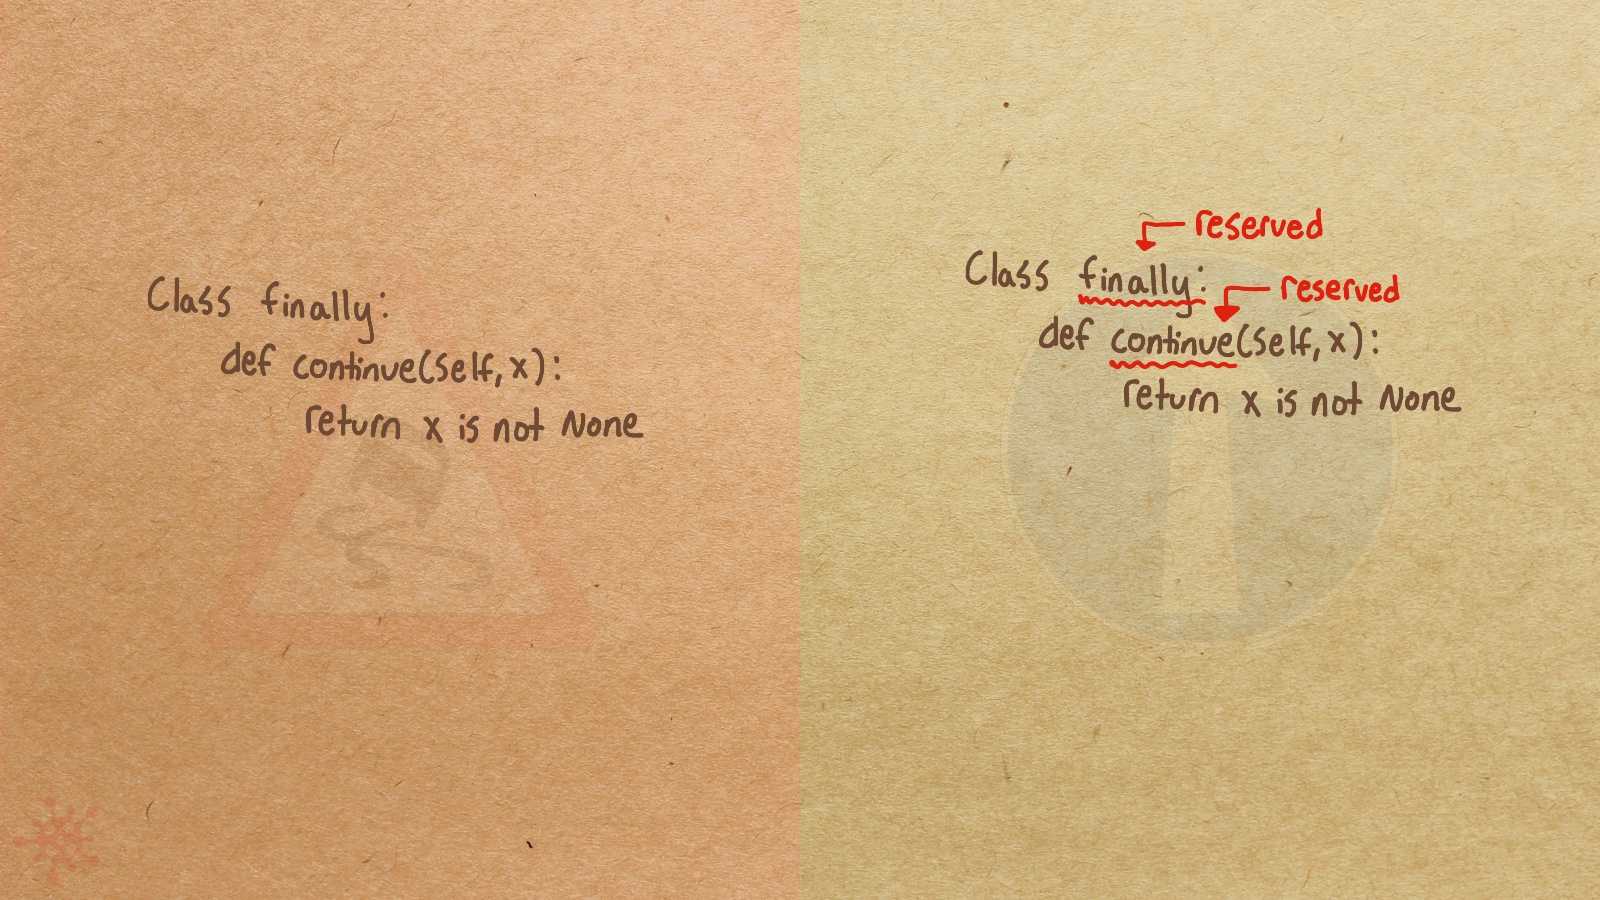 Class finally:
def continue(self, x):
return x is not None
reserved
Class finally:
reserved
def continue(self, x):
return x is not None